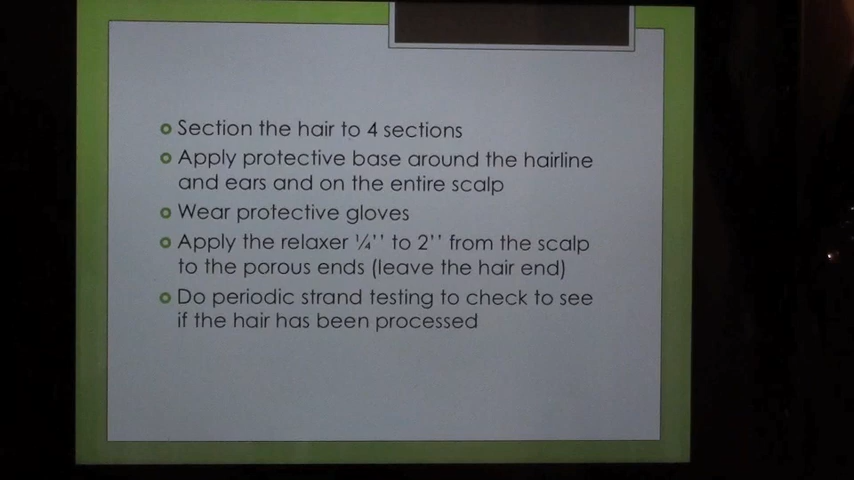 Section the hair to 4 sections
Apply protective base around the hairline
and ears and on the entire scalp
Wear protective gloves
Apply the relaxer ¼'' to 2'' from the scalp
to the porous ends (leave the hair end)
Do periodic strand testing to check to see
if the hair has been processed